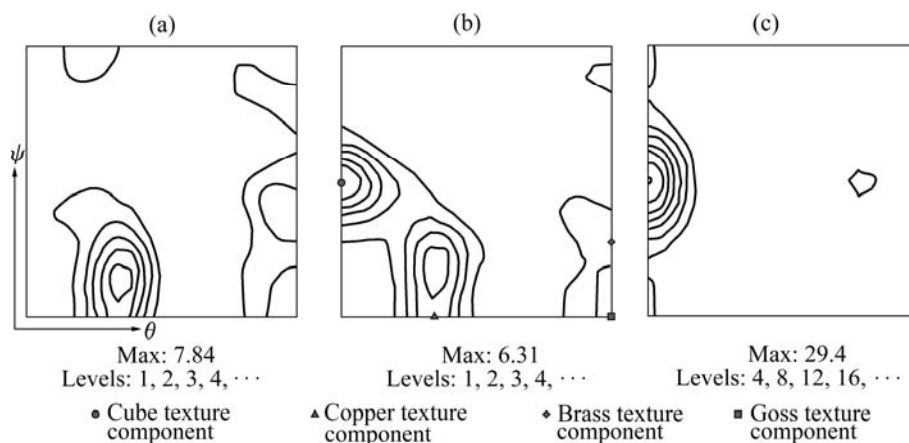 (a) (b) (c)
ψ
θ
Max: 7.84 Max: 6.31 Max: 29.4
Levels: 1, 2, 3, 4, ··· Levels: 1, 2, 3, 4, ··· Levels: 4, 8, 12, 16, ···
Cube texture component
Copper texture component
Brass texture component
Goss texture component